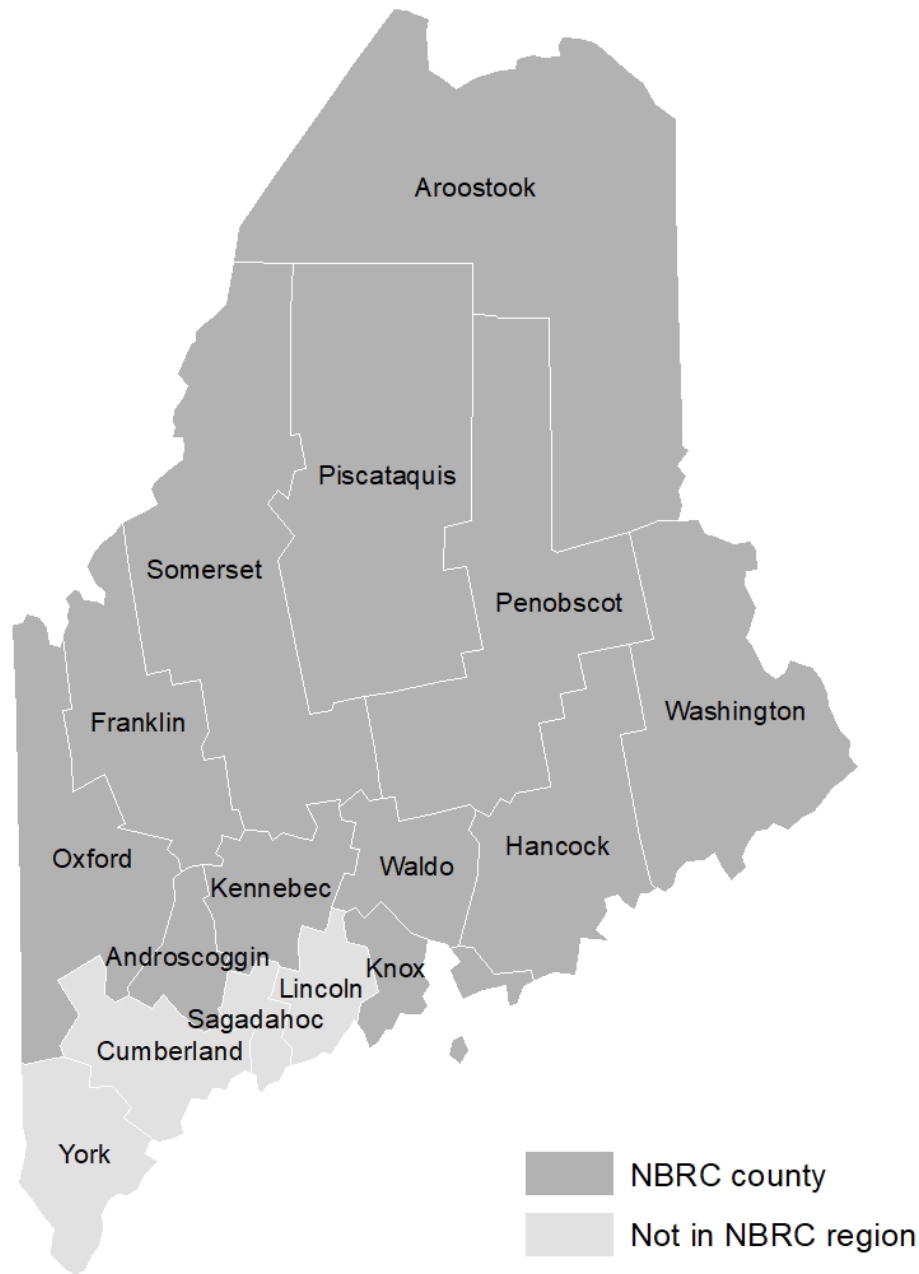 Aroostook
Piscataquis
Somerset
Penobscot
Washington
Franklin
Hancock
Oxford
Waldo
Kennebec
Androscoggin
Knox
Lincoln
Sagadahoc
Cumberland
York
NBRC county
Not in NBRC region